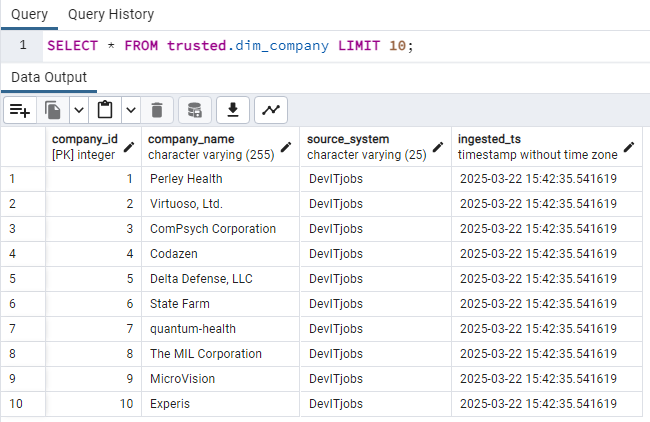 Query Query History
1 SELECT * FROM trusted.dim_company LIMIT 10;
Data Output
company_id company_name source_system ingested_ts
[PK] integer character varying (255) character varying (25) timestamp without time zone
1 1 Perley Health DevITjobs 2025-03-22 15:42:35.541619
2 2 Virtuoso, Ltd. DevITjobs 2025-03-22 15:42:35.541619
3 3 ComPsych Corporation DevITjobs 2025-03-22 15:42:35.541619
4 4 Codazen DevITjobs 2025-03-22 15:42:35.541619
5 5 Delta Defense, LLC DevITjobs 2025-03-22 15:42:35.541619
6 6 State Farm DevITjobs 2025-03-22 15:42:35.541619
7 7 quantum-health DevITjobs 2025-03-22 15:42:35.541619
8 8 The MIL Corporation DevITjobs 2025-03-22 15:42:35.541619
9 9 MicroVision DevITjobs 2025-03-22 15:42:35.541619
10 10 Experis DevITjobs 2025-03-22 15:42:35.541619